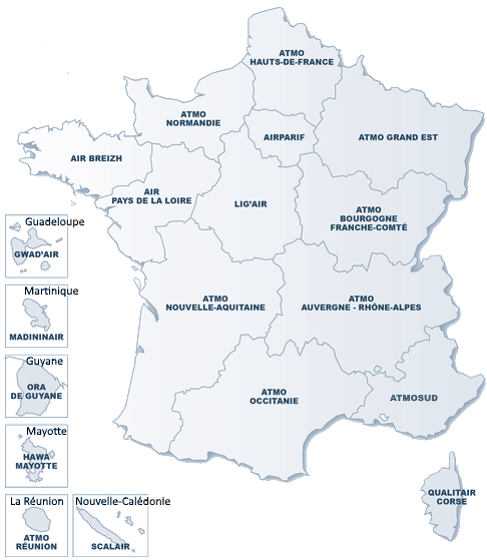 ATMO
HAUTS-DE-FRANCE
ATMO
NORMANDIE
AIRPARIF
ATMO GRAND EST
AIR BREIZH
AIR
PAYS DE LA LOIRE
LIG'AIR
ATMO
BOURGOGNE
FRANCHE-COMTÉ
Guadeloupe
GWAD'AIR
Martinique
MADININAIR
ATMO
NOUVELLE-AQUITAINE
ATMO
AUVERGNE - RHÔNE-ALPES
Guyane
ORA
DE GUYANE
ATMO
OCCITANIE
ATMOSUD
Mayotte
HAWA
MAYOTTE
QUALITAIR
CORSE
La Réunion
ATMO
RÉUNION
Nouvelle-Calédonie
SCALAIR